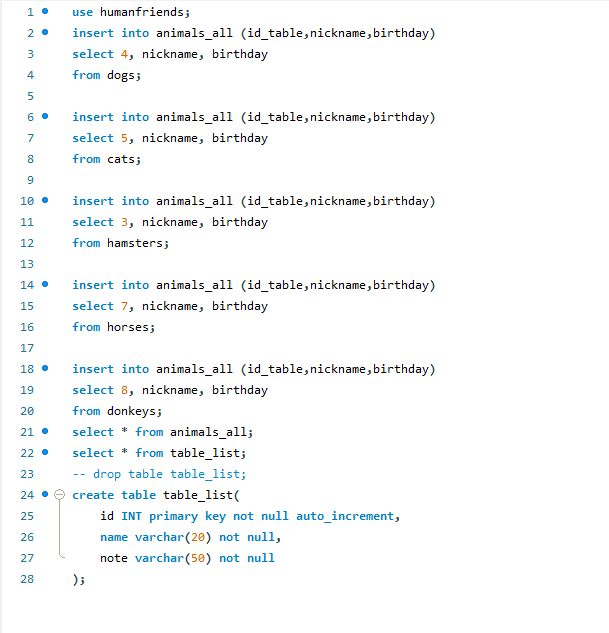 1 use humanfriends;
2 insert into animals_all (id_table,nickname,birthday)
3 select 4, nickname, birthday
4 from dogs;
5
6 insert into animals_all (id_table,nickname,birthday)
7 select 5, nickname, birthday
8 from cats;
9
10 insert into animals_all (id_table,nickname,birthday)
11 select 3, nickname, birthday
12 from hamsters;
13
14 insert into animals_all (id_table,nickname,birthday)
15 select 7, nickname, birthday
16 from horses;
17
18 insert into animals_all (id_table,nickname,birthday)
19 select 8, nickname, birthday
20 from donkeys;
21 select * from animals_all;
22 select * from table_list;
23 -- drop table table_list;
24 create table table_list(
25 id INT primary key not null auto_increment,
26 name varchar(20) not null,
27 note varchar(50) not null
28 );